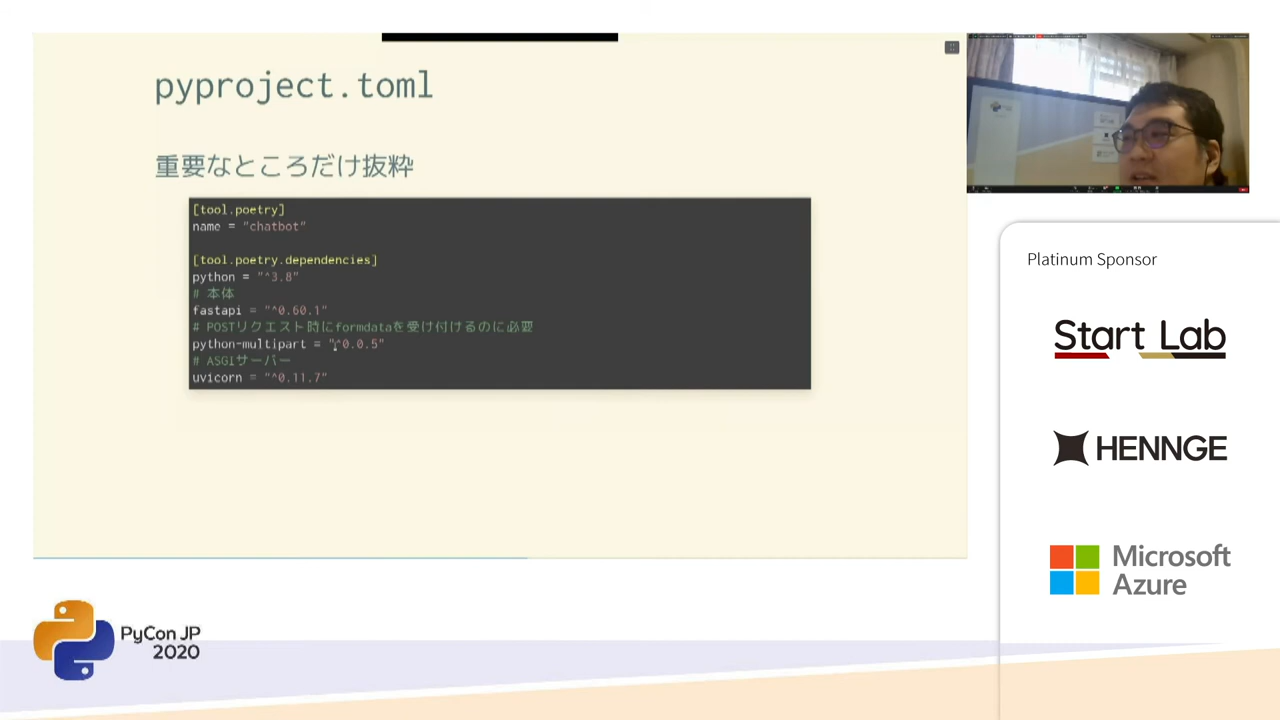 pyproject.toml
重要なところだけ抜粋
[tool.poetry]
name = "chatbot"
[tool.poetry.dependencies]
python = "^3.8"
# 本体
fastapi = "^0.60.1"
# POSTリクエスト時にformdataを受け付けるのに必要
python-multipart = "^0.0.5"
# ASGIサーバー
uvicorn = "^0.11.7"
Platinum Sponsor
Start Lab
HENNGE
Microsoft
Azure
PyCon JP
2020